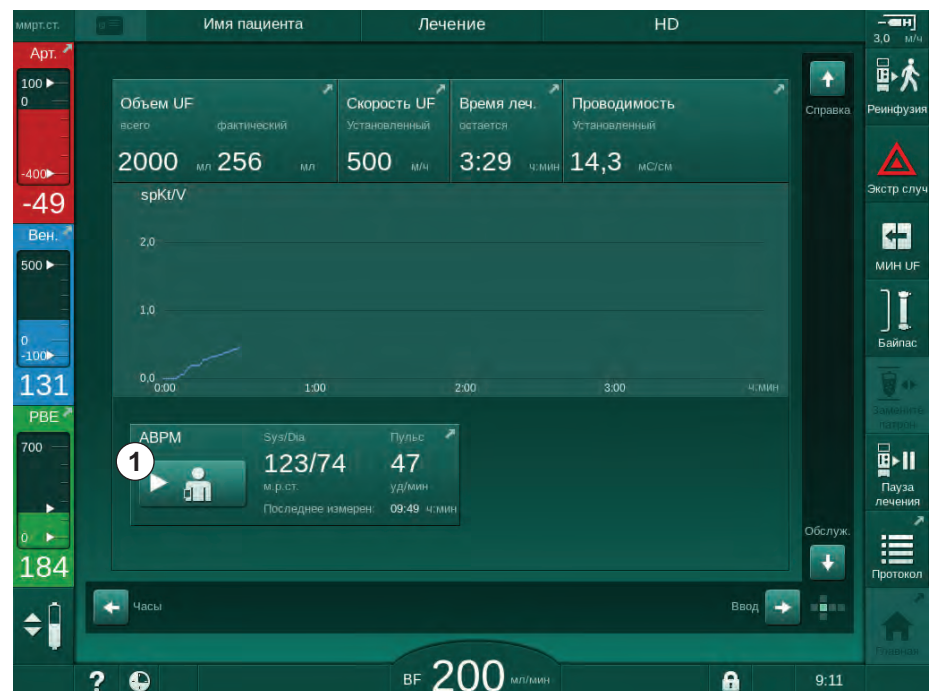 ммрт.ст.
Имя пациента
Лечение
HD
3,0 м/ч
Арт.
100
0
-400
-49
Вен.
500
0
-100
131
PBE
700
0
184
Объем UF
всего фактический
2000 мл 256 мл
Скорость UF
Установленный
500 м/ч
Время леч.
остается
3:29 ч:мин
Проводимость
Установленный
14,3 мС/см
spKt/V
2,0
1,0
0,0
0:00 1:00 2:00 3:00 ч:мин
ABPM
Sys/Dia Пульс
1
123/74 47
м.р.ст. уд/мин
Последнее измерен: 09:49 ч:мин
Справка
Обслуж.
Часы
Ввод
Реинфузия
Экстр случ
МИН UF
Байпас
Заменить
патрон
Пауза
лечения
Протокол
Главная
?
BF 200 мл/мин
9:11